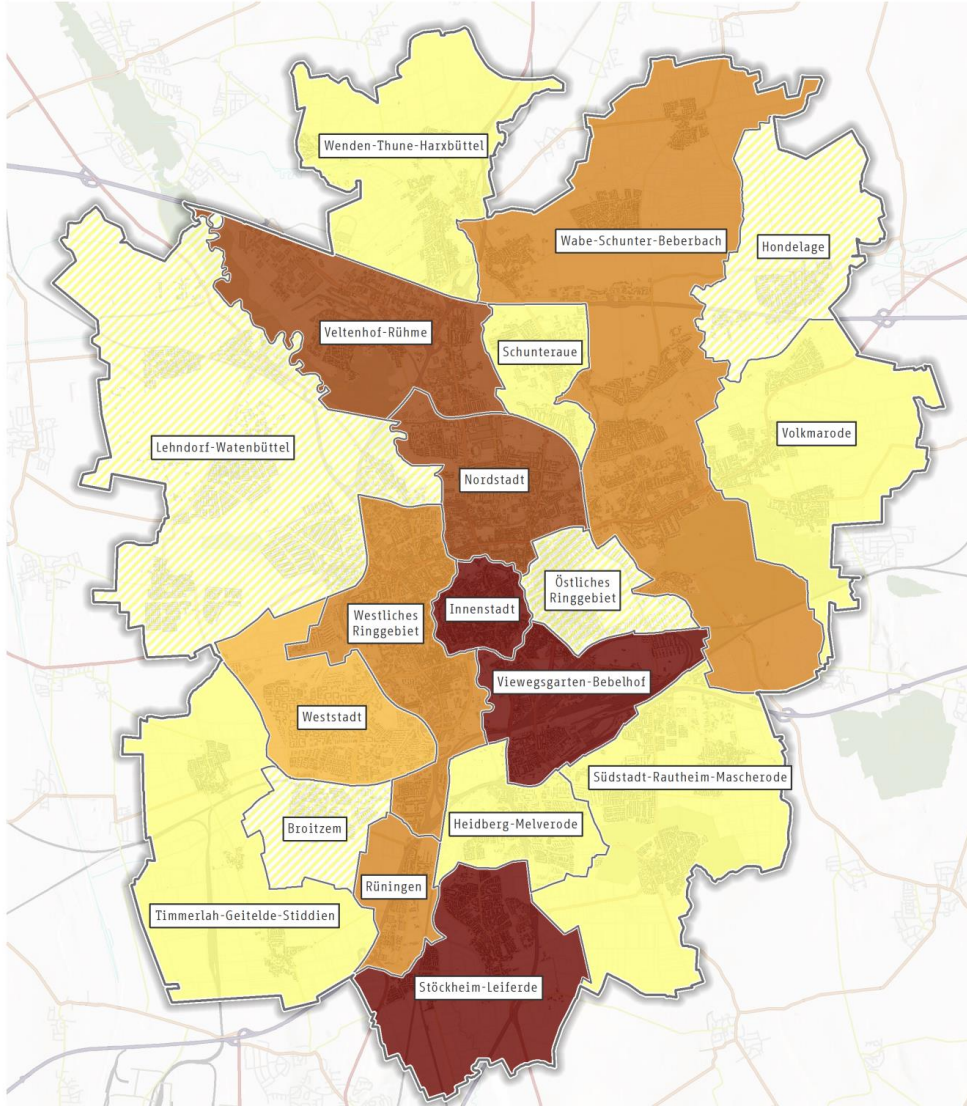 Wenden-Thune-Harxbüttel
Wabe-Schunter-Beberbach
Hondelage
Veltenhof-Rühme
Schunteraue
Volkmarode
Lehndorf-Watenbüttel
Nordstadt
Östliches
Ringgebiet
Innenstadt
Westliches
Ringgebiet
Viewegsgarten-Bebelhof
Weststadt
Südstadt-Rautheim-Mascherode
Broitzem
Heidberg-Melverode
Rüningen
Timmerlah-Geitelde-Stiddien
Stöckheim-Leiferde